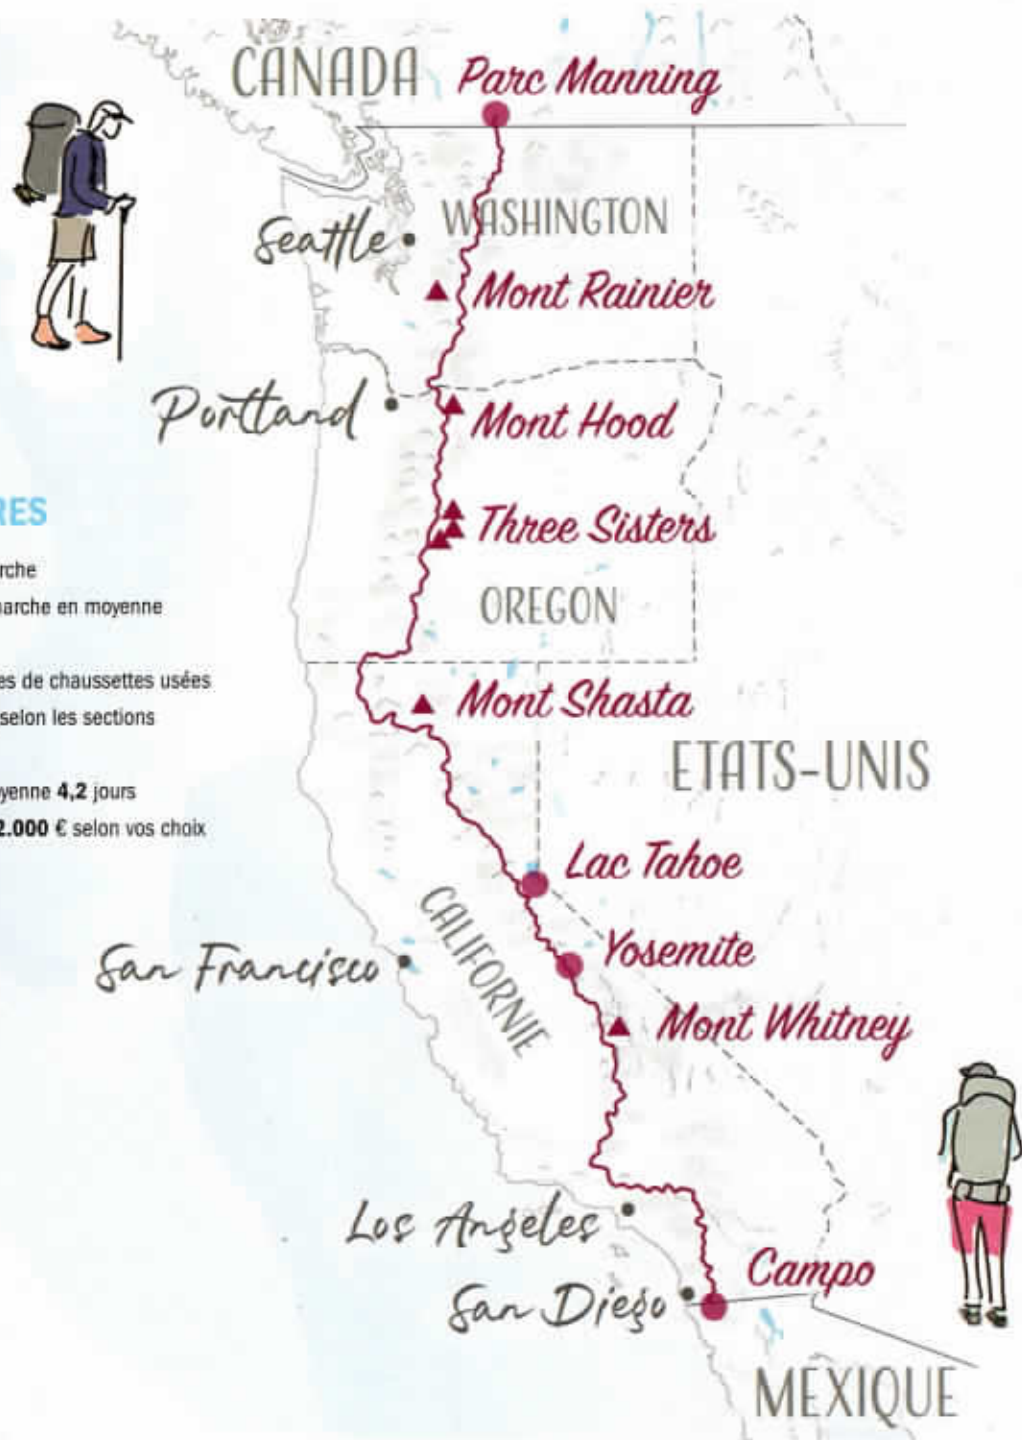 CANADA
Parc Manning
WASHINGTON
Seattle
Mont Rainier
Portland
Mont Hood
Three Sisters
OREGON
Mont Shasta
ETATS-UNIS
Lac Tahoe
CALIFORNIE
San Francisco
Yosemite
Mont Whitney
Los Angeles
San Diego
Campo
MEXIQUE
RES
rche
arche en moyenne
es de chaussettes usées
selon les sections
yenne 4,2 jours
2.000 € selon vos choix